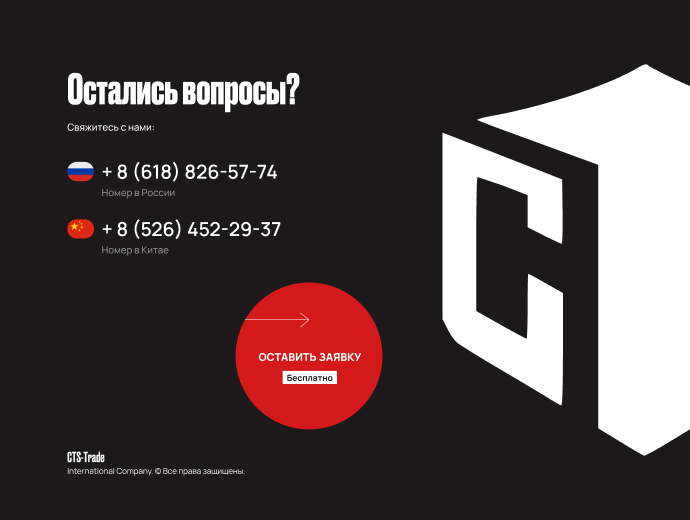 Остались вопросы?
Свяжитесь с нами:
+ 8 (618) 826-57-74
Номер в России
+ 8 (526) 452-29-37
Номер в Китае
ОСТАВИТЬ ЗАЯВКУ
Бесплатно
CTS-Trade
International Company. © Все права защищены.